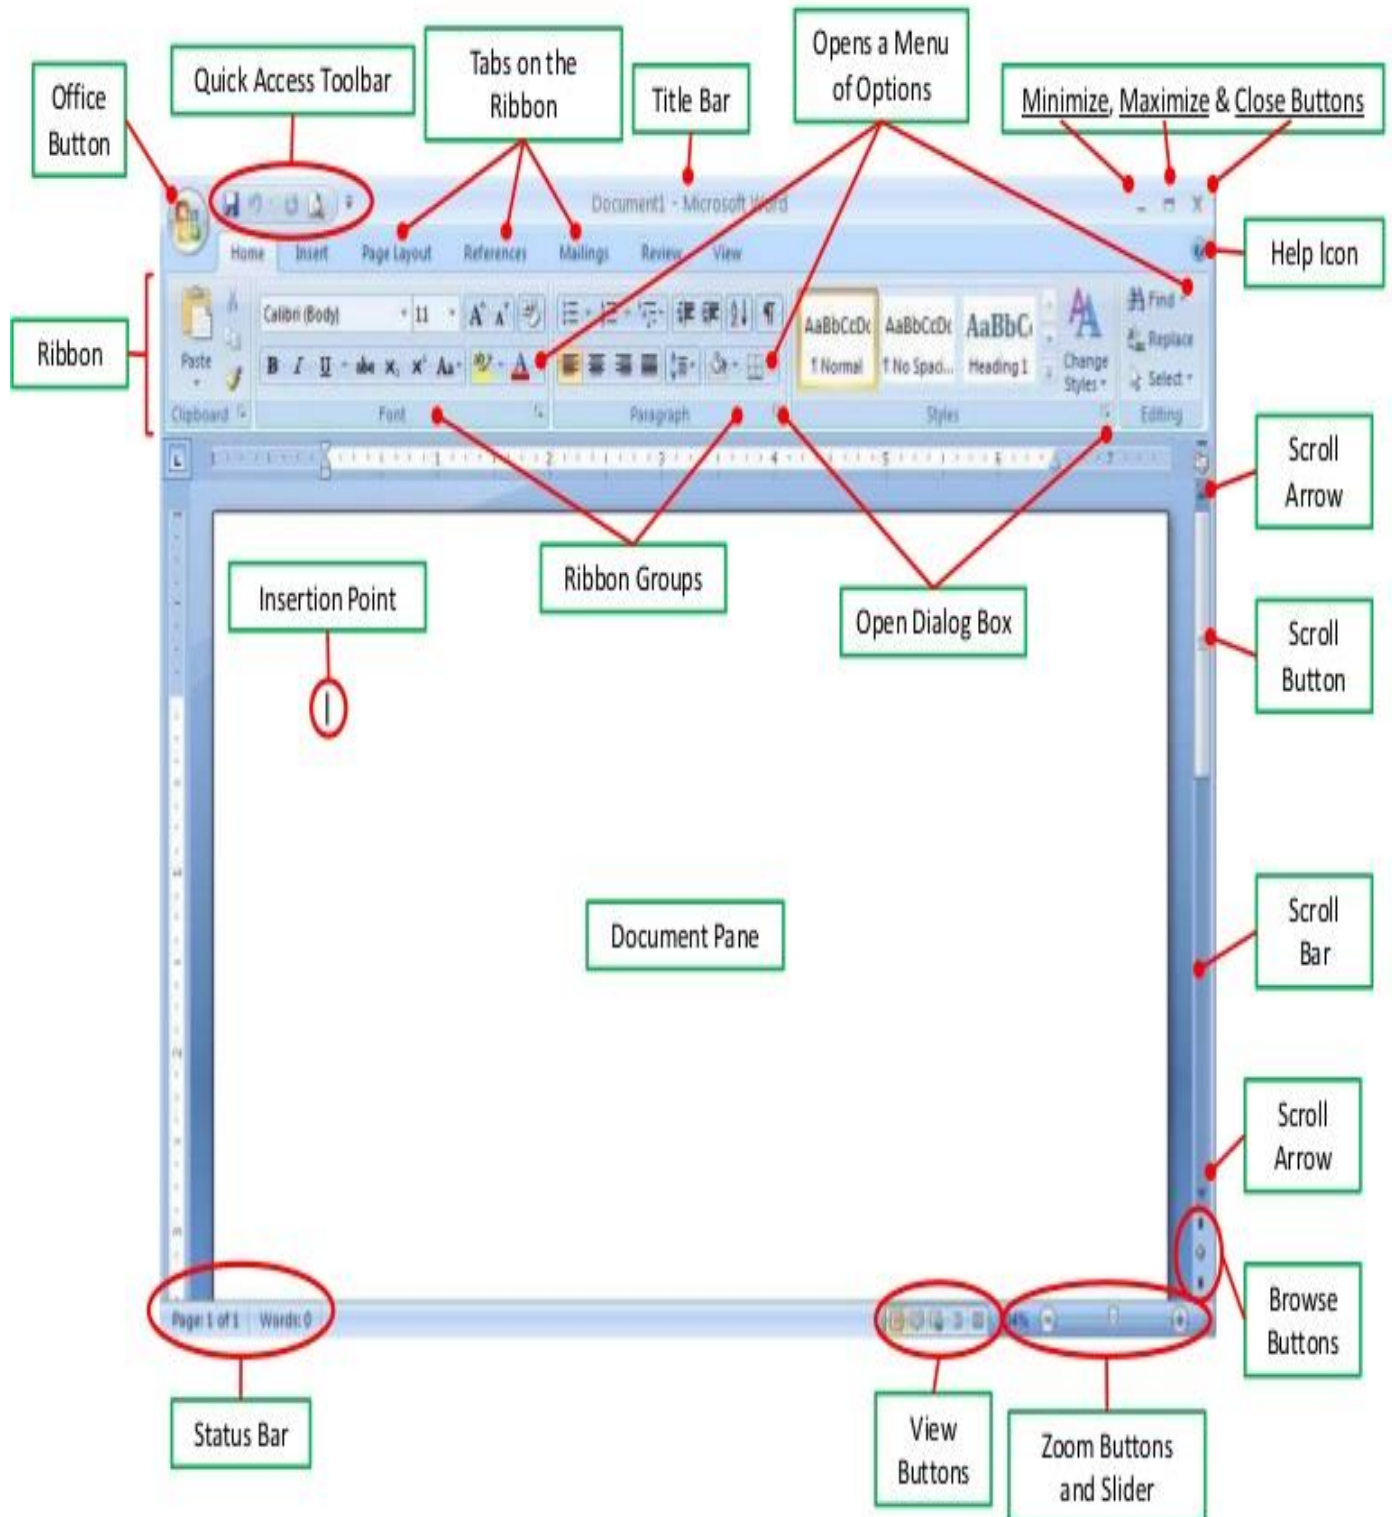 Opens a Menu
of Options
Tabs on the
Ribbon
Quick Access Toolbar
Title Bar
Office
Button
Minimize, Maximize & Close Buttons
Document1 - Microsoft Word
Home Insert Page Layout References Mailings Review View
Help Icon
Ribbon
Calibri (Body) 11
Paste
B I U abc x₂ x² Aa A
AaBbCcDc AaBbCcDc AaBbC
¶ Normal ¶ No Spaci... Heading 1
Change
Styles
Find
Replace
Select
Clipboard Font Paragraph Styles Editing
Scroll
Arrow
Insertion Point
Ribbon Groups
Open Dialog Box
Scroll
Button
Document Pane
Scroll
Bar
Scroll
Arrow
Browse
Buttons
Page: 1 of 1 Words: 0
Status Bar
View
Buttons
Zoom Buttons
and Slider